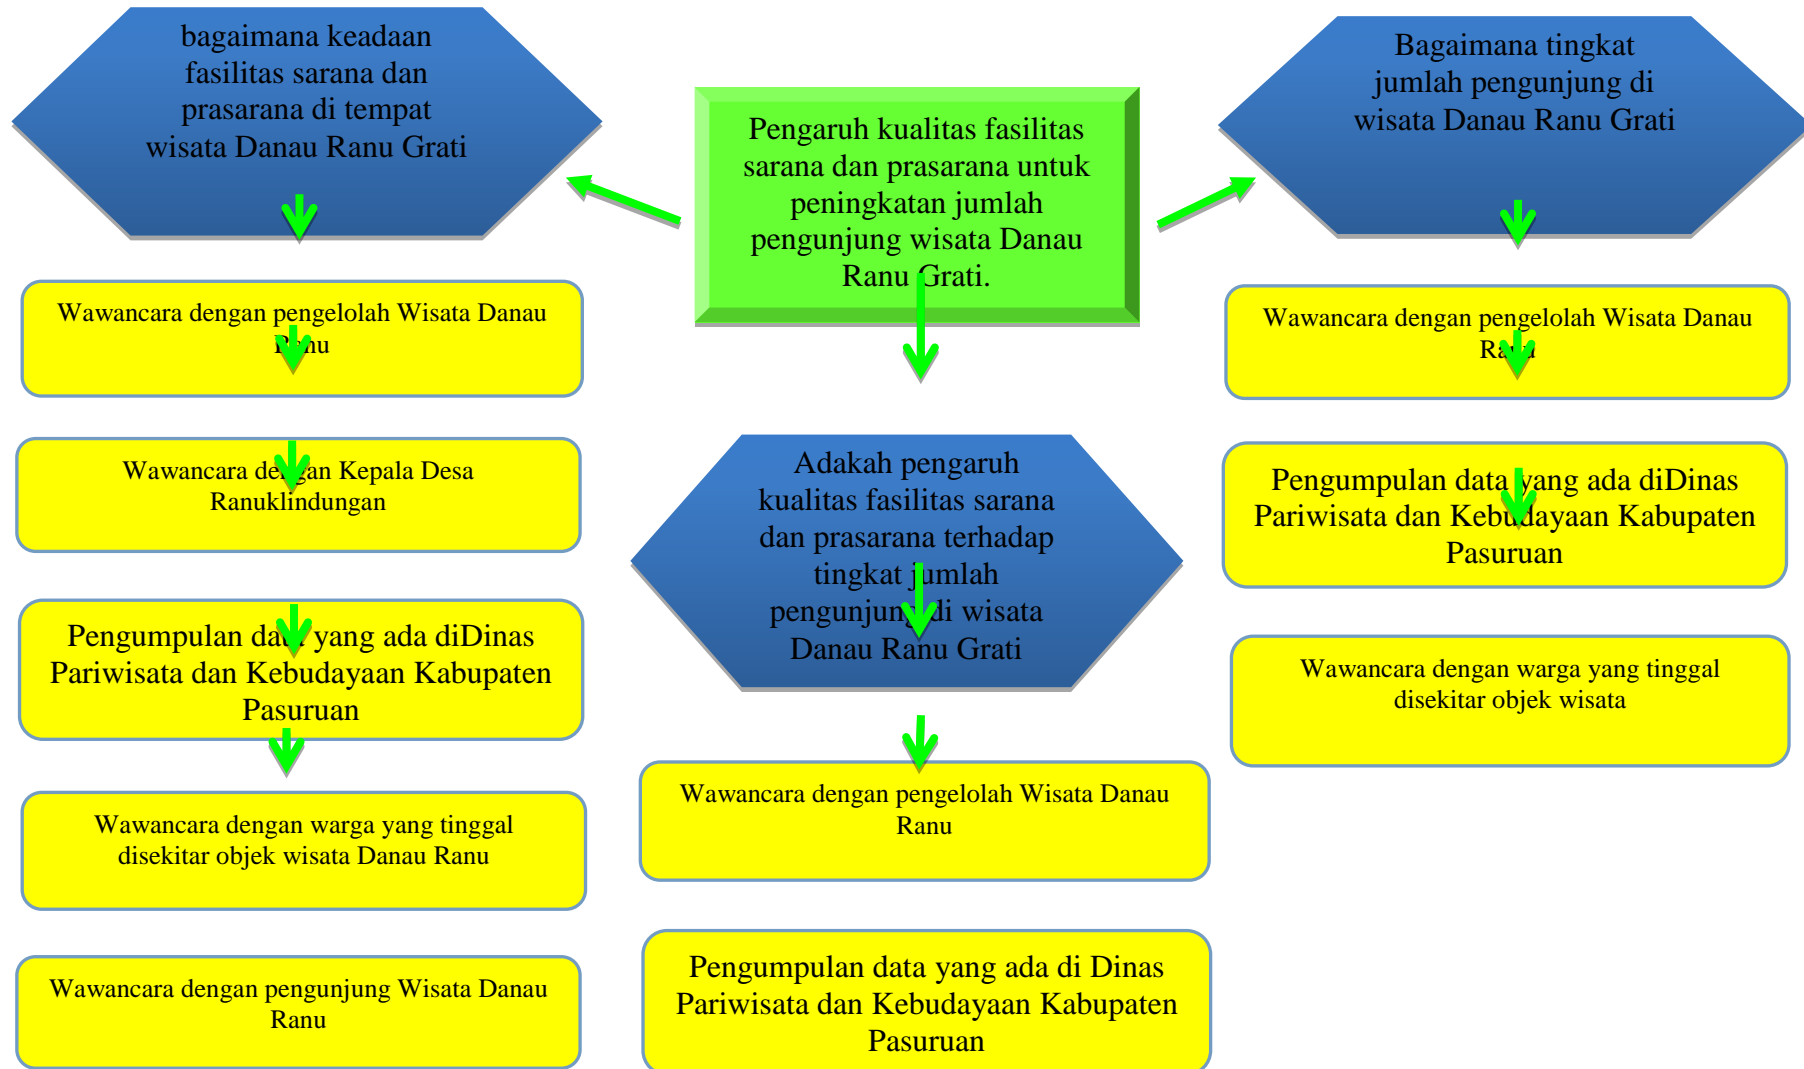 bagaimana keadaan
fasilitas sarana dan
prasarana di tempat
wisata Danau Ranu Grati
Wawancara dengan pengelolah Wisata Danau
Ranu
Wawancara dengan Kepala Desa
Ranuklindungan
Pengumpulan data yang ada diDinas
Pariwisata dan Kebudayaan Kabupaten
Pasuruan
Wawancara dengan warga yang tinggal
disekitar objek wisata Danau Ranu
Wawancara dengan pengunjung Wisata Danau
Ranu
Pengaruh kualitas fasilitas
sarana dan prasarana untuk
peningkatan jumlah
pengunjung wisata Danau
Ranu Grati.
Adakah pengaruh
kualitas fasilitas sarana
dan prasarana terhadap
tingkat jumlah
pengunjung di wisata
Danau Ranu Grati
Wawancara dengan pengelolah Wisata Danau
Ranu
Pengumpulan data yang ada di Dinas
Pariwisata dan Kebudayaan Kabupaten
Pasuruan
Bagaimana tingkat
jumlah pengunjung di
wisata Danau Ranu Grati
Wawancara dengan pengelolah Wisata Danau
Ranu
Pengumpulan data yang ada diDinas
Pariwisata dan Kebudayaan Kabupaten
Pasuruan
Wawancara dengan warga yang tinggal
disekitar objek wisata